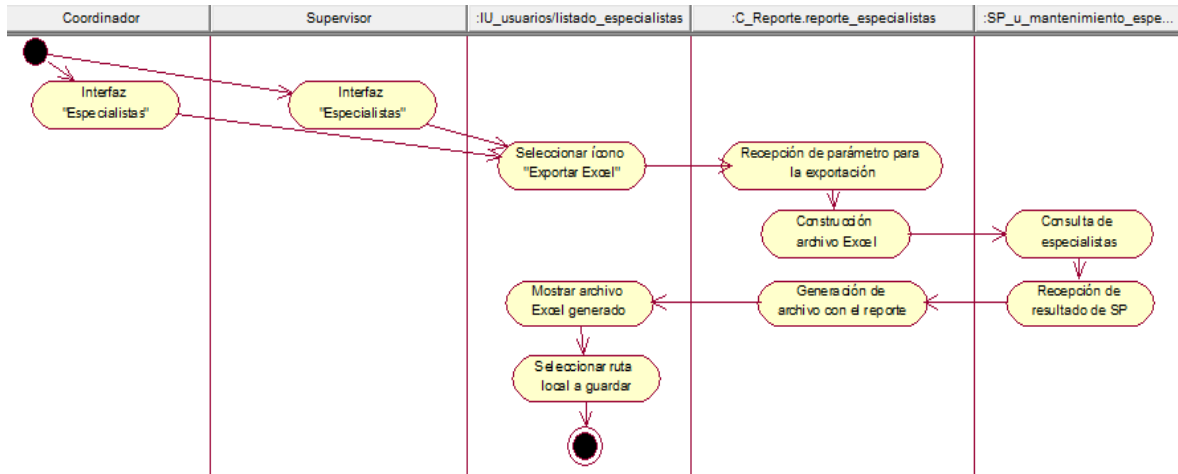 Coordinador
Supervisor
:IU_usuarios/listado_especialistas
:C_Reporte.reporte_especialistas
:SP_u_mantenimiento_espe...
Interfaz
"Especialistas"
Interfaz
"Especialistas"
Seleccionar ícono
"Exportar Excel"
Recepción de parámetro para
la exportación
Construcción
archivo Excel
Consulta de
especialistas
Mostrar archivo
Excel generado
Generación de
archivo con el reporte
Recepción de
resultado de SP
Seleccionar ruta
local a guardar